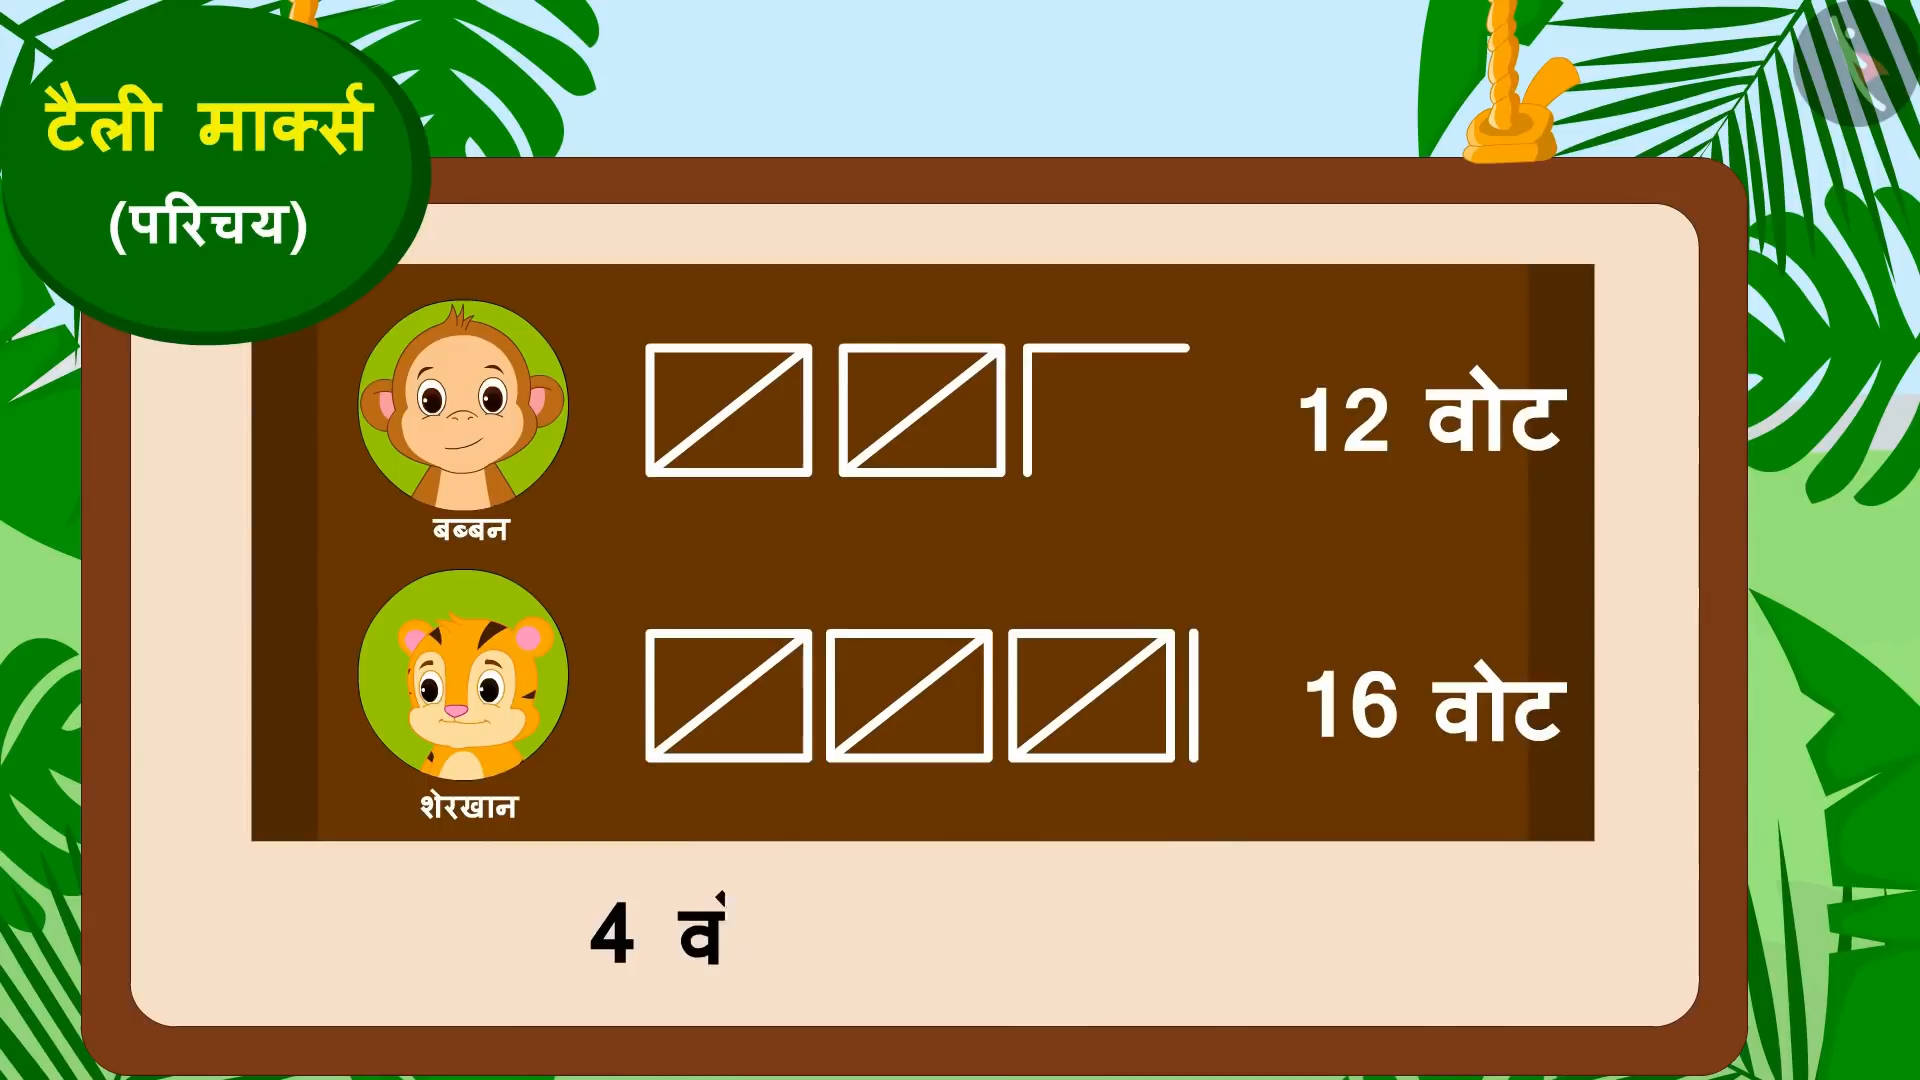 टैली मार्क्स
(परिचय)
12 वोट
बब्बन
16 वोट
शेरखान
4